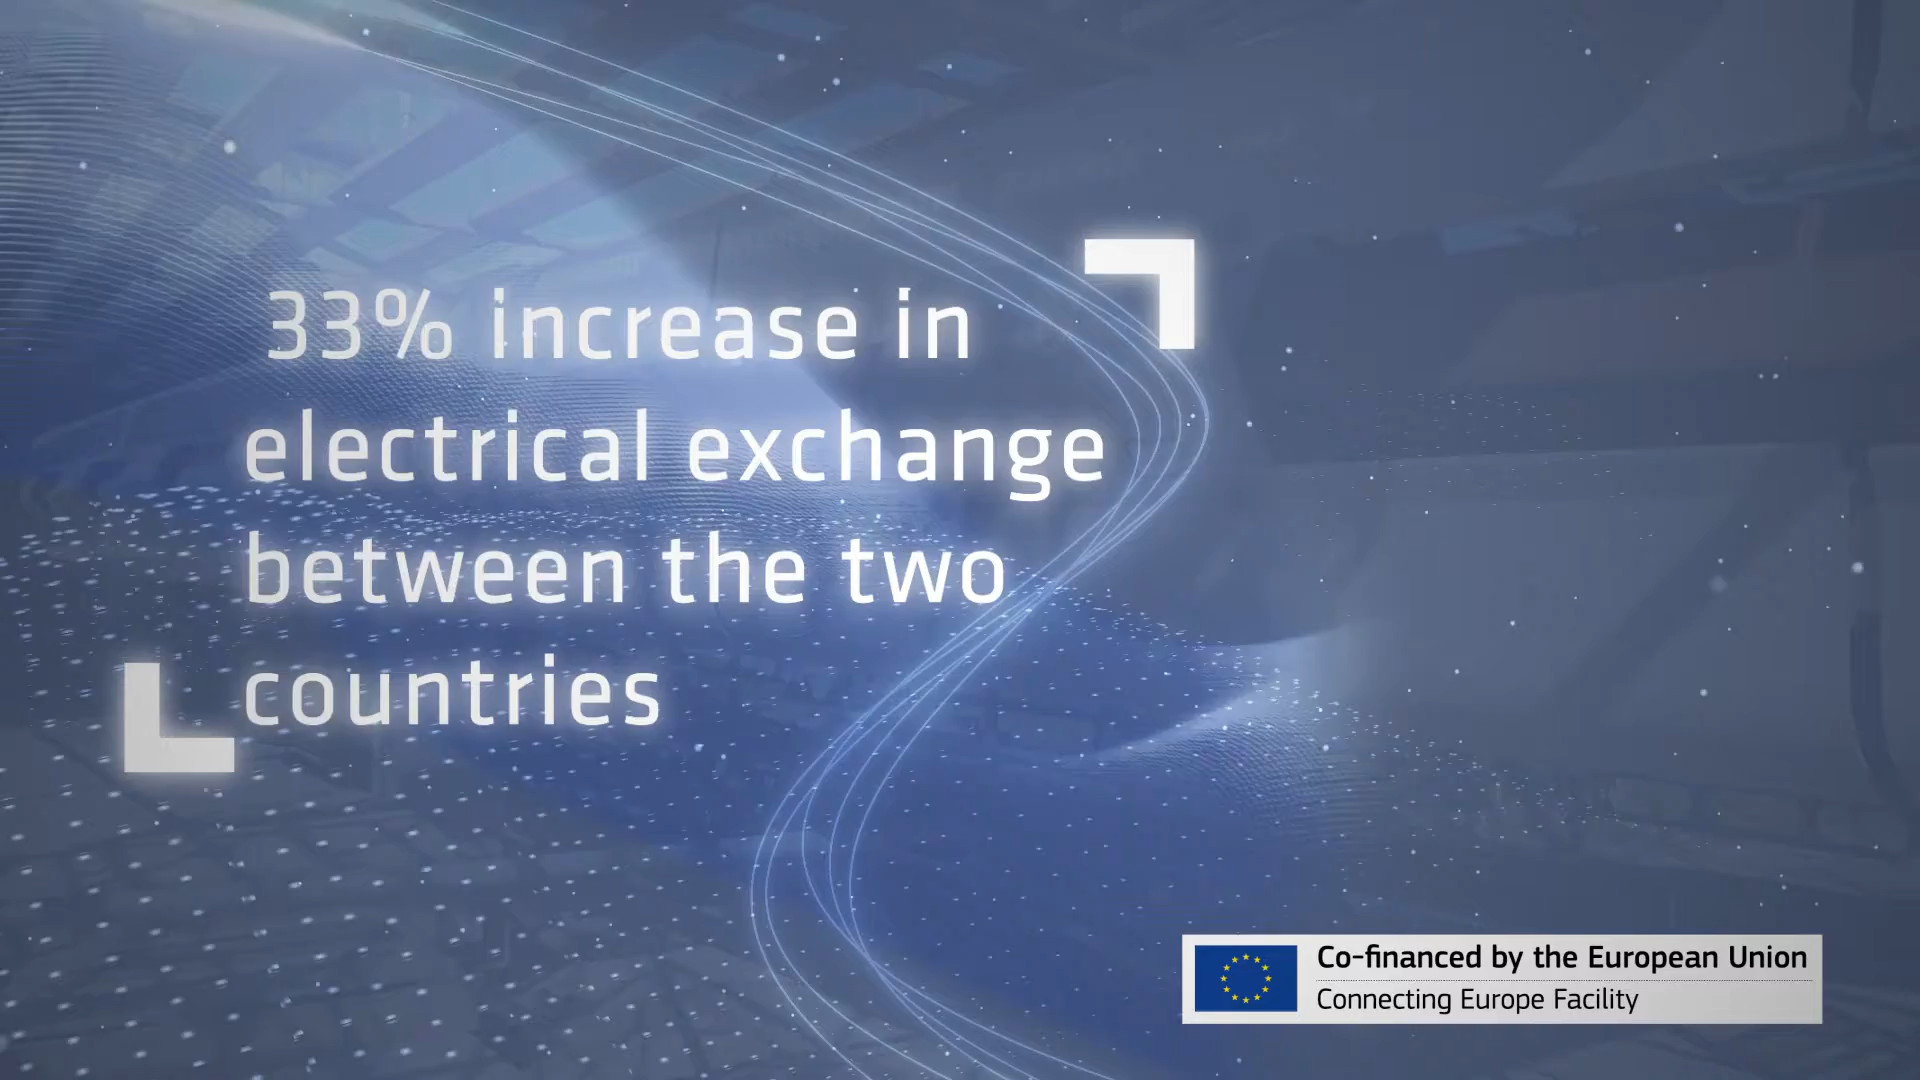 33% increase in
electrical exchange
between the two
countries
Co-financed by the European Union
Connecting Europe Facility